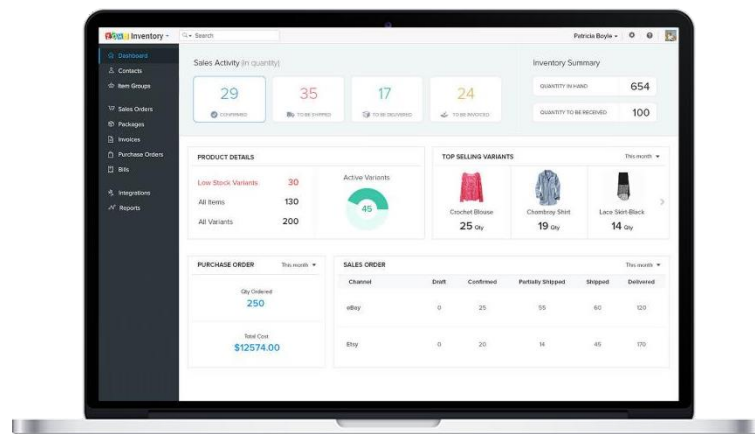 ZOHO Inventory
Search
Patricia Boyle
Dashboard
Contacts
Item Groups
Sales Orders
Packages
Invoices
Purchase Orders
Bills
Integrations
Reports
Sales Activity (in quantity)
29
CONFIRMED
35
TO BE SHIPPED
17
TO BE DELIVERED
24
TO BE INVOICED
Inventory Summary
QUANTITY IN HAND 654
QUANTITY TO BE RECEIVED 100
PRODUCT DETAILS
Low Stock Variants 30
All Items 130
All Variants 200
Active Variants
45
TOP SELLING VARIANTS This month
Crochet Blouse
25 Qty
Chambray Shirt
19 Qty
Lace Skirt-Black
14 Qty
PURCHASE ORDER This month
Qty Ordered
250
Total Cost
$12574.00
SALES ORDER This month
Channel Draft Confirmed Partially Shipped Shipped Delivered
eBay 0 25 55 60 120
Etsy 0 20 14 45 170